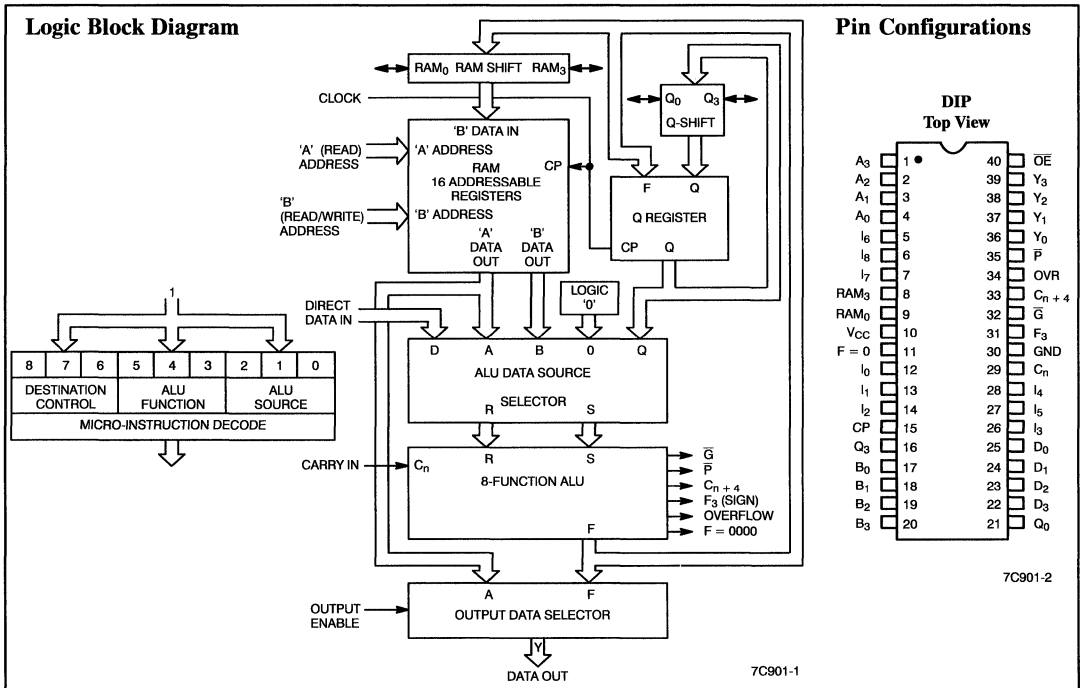 Logic Block Diagram
Pin Configurations
RAM₀ RAM SHIFT RAM₃
CLOCK
Q₀ Q₃
Q-SHIFT
'B' DATA IN
'A' (READ)
ADDRESS
'A' ADDRESS
CP
RAM
16 ADDRESSABLE
REGISTERS
'B'
(READ/WRITE)
ADDRESS
'B' ADDRESS
'A'
DATA
OUT
'B'
DATA
OUT
F Q
Q REGISTER
CP Q
DIRECT
DATA IN
LOGIC
'0'
D A B 0 Q
ALU DATA SOURCE
SELECTOR
R S
1
8 7 6 5 4 3 2 1 0
DESTINATION
CONTROL
ALU
FUNCTION
ALU
SOURCE
MICRO-INSTRUCTION DECODE
CARRY IN
Cₙ
R S
8-FUNCTION ALU
F
G̅
P̅
Cₙ ₊ ₄
F₃ (SIGN)
OVERFLOW
F = 0000
A F
OUTPUT
ENABLE
OUTPUT DATA SELECTOR
Y
DATA OUT
7C901-1
DIP
Top View
A₃ 1 40 O̅E̅
A₂ 2 39 Y₃
A₁ 3 38 Y₂
A₀ 4 37 Y₁
I₆ 5 36 Y₀
I₈ 6 35 P̅
I₇ 7 34 OVR
RAM₃ 8 33 Cₙ ₊ ₄
RAM₀ 9 32 G̅
V_CC 10 31 F₃
F = 0 11 30 GND
I₀ 12 29 Cₙ
I₁ 13 28 I₄
I₂ 14 27 I₅
CP 15 26 I₃
Q₃ 16 25 D₀
B₀ 17 24 D₁
B₁ 18 23 D₂
B₂ 19 22 D₃
B₃ 20 21 Q₀
7C901-2